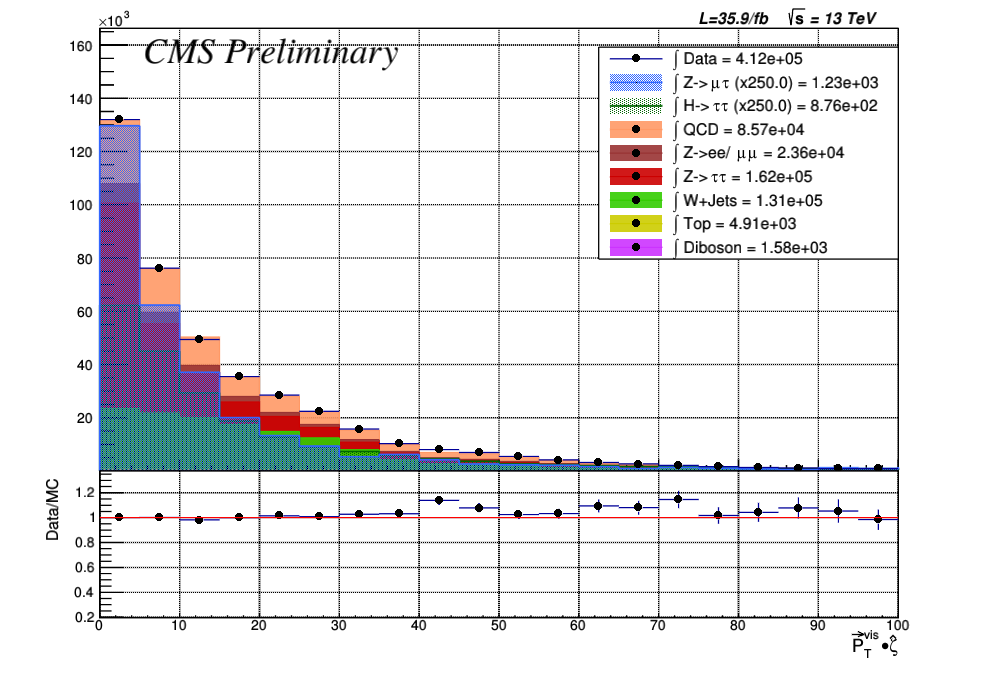 ×10³
L=35.9/fb √s = 13 TeV
CMS Preliminary
160
140
120
100
80
60
40
20
∫ Data = 4.12e+05
∫ Z->μτ (x250.0) = 1.23e+03
∫ H->ττ (x250.0) = 8.76e+02
∫ QCD = 8.57e+04
∫ Z->ee/ μμ = 2.36e+04
∫ Z->ττ = 1.62e+05
∫ W+Jets = 1.31e+05
∫ Top = 4.91e+03
∫ Diboson = 1.58e+03
Data/MC
1.2
1
0.8
0.6
0.4
0.2
0 10 20 30 40 50 60 70 80 90 100
P⃗_T^vis •ζ̂